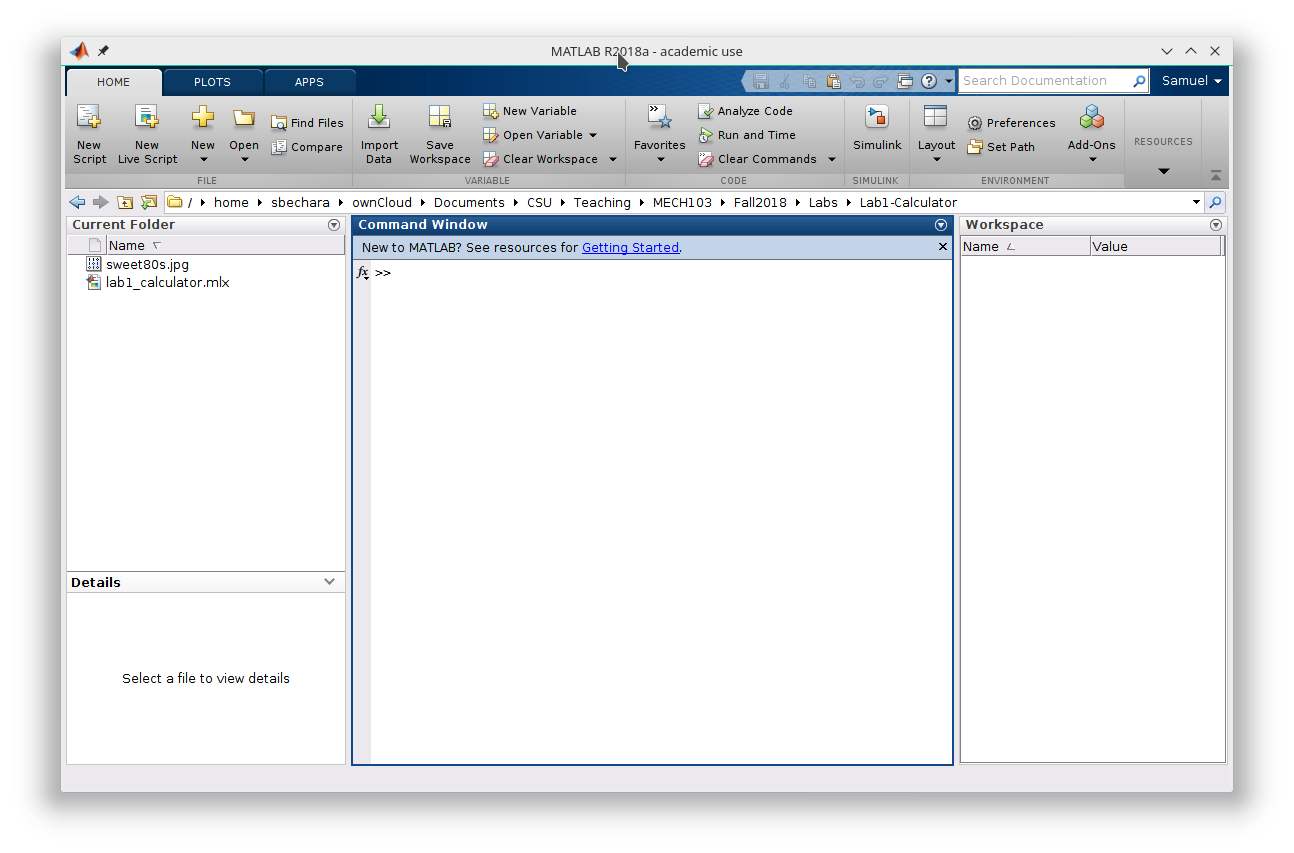 MATLAB R2018a - academic use
HOME PLOTS APPS Search Documentation Samuel
New Script
New Live Script
New
Open
Find Files
Compare
FILE
Import Data
Save Workspace
New Variable
Open Variable
Clear Workspace
VARIABLE
Favorites
Analyze Code
Run and Time
Clear Commands
CODE
Simulink
SIMULINK
Layout
Preferences
Set Path
Add-Ons
ENVIRONMENT
RESOURCES
/ home sbechara ownCloud Documents CSU Teaching MECH103 Fall2018 Labs Lab1-Calculator
Current Folder
Name
sweet80s.jpg
lab1_calculator.mlx
Details
Select a file to view details
Command Window
New to MATLAB? See resources for Getting Started.
fx >>
Workspace
Name Value